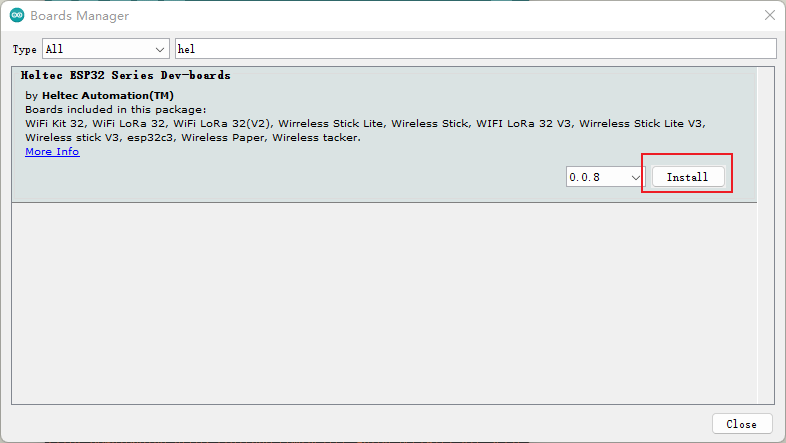 Boards Manager
Type All hel
Heltec ESP32 Series Dev-boards
by Heltec Automation(TM)
Boards included in this package:
WiFi Kit 32, WiFi LoRa 32, WiFi LoRa 32(V2), Wirreless Stick Lite, Wireless Stick, WIFI LoRa 32 V3, Wirreless Stick Lite V3,
Wireless stick V3, esp32c3, Wireless Paper, Wireless tacker.
More Info
0.0.8 Install
Close